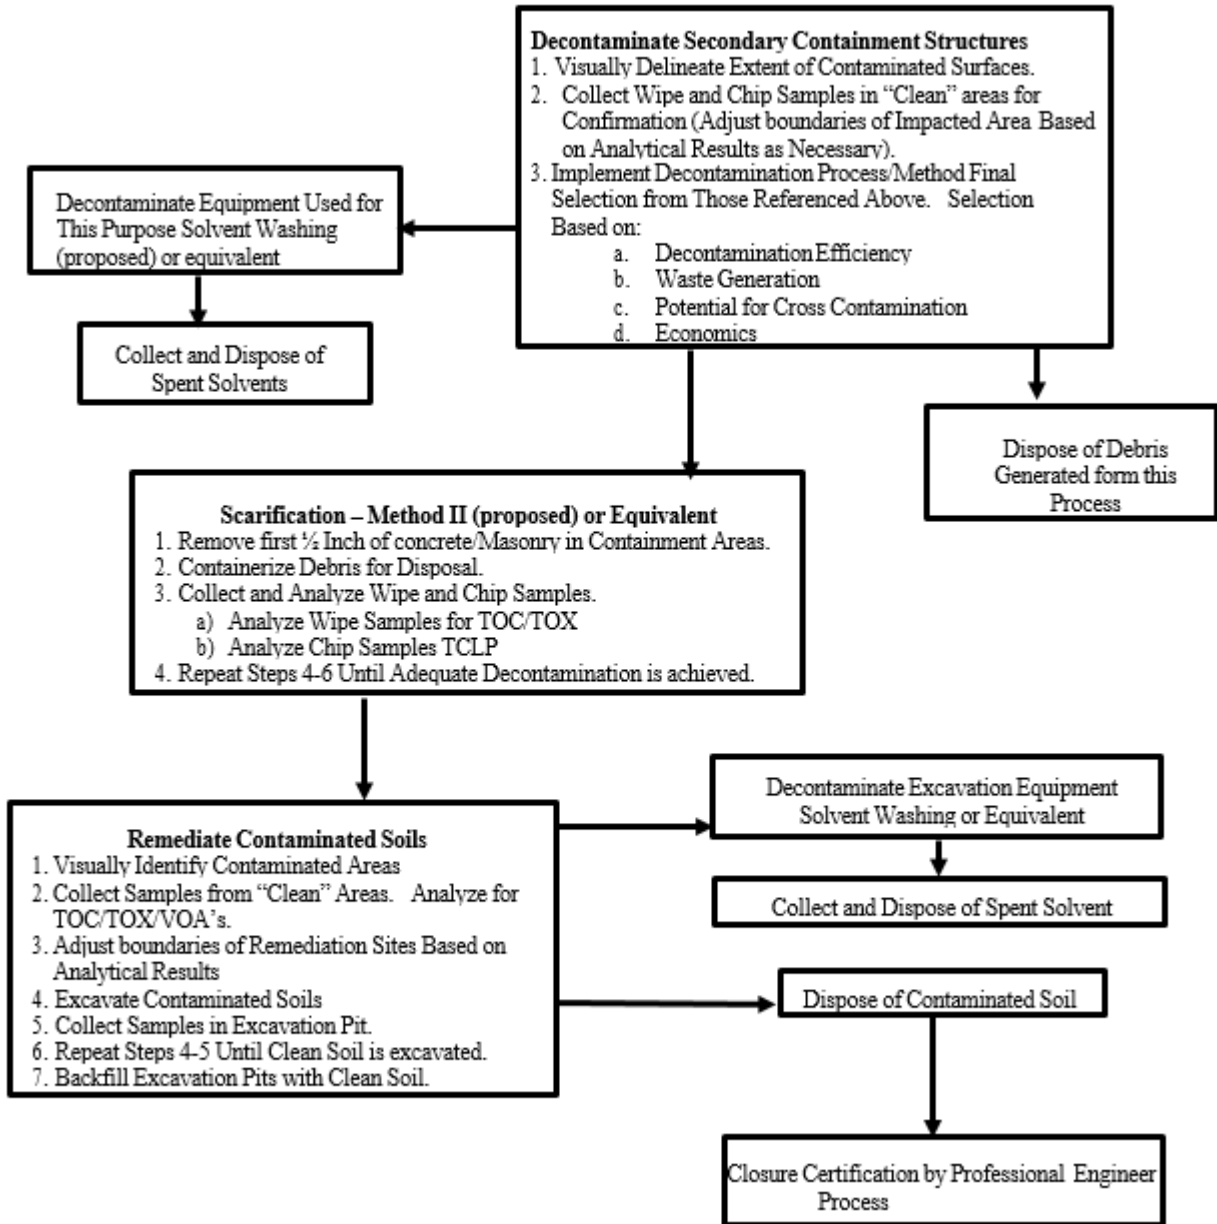 Decontaminate Secondary Containment Structures
1. Visually Delineate Extent of Contaminated Surfaces.
2. Collect Wipe and Chip Samples in “Clean” areas for
Confirmation (Adjust boundaries of Impacted Area Based
on Analytical Results as Necessary).
3. Implement Decontamination Process/Method Final
Selection from Those Referenced Above. Selection
Based on:
a. Decontamination Efficiency
b. Waste Generation
c. Potential for Cross Contamination
d. Economics
Decontaminate Equipment Used for
This Purpose Solvent Washing
(proposed) or equivalent
Collect and Dispose of
Spent Solvents
Dispose of Debris
Generated form this
Process
Scarification – Method II (proposed) or Equivalent
1. Remove first ½ Inch of concrete/Masonry in Containment Areas.
2. Containerize Debris for Disposal.
3. Collect and Analyze Wipe and Chip Samples.
a) Analyze Wipe Samples for TOC/TOX
b) Analyze Chip Samples TCLP
4. Repeat Steps 4-6 Until Adequate Decontamination is achieved.
Remediate Contaminated Soils
1. Visually Identify Contaminated Areas
2. Collect Samples from “Clean” Areas. Analyze for
TOC/TOX/VOA’s.
3. Adjust boundaries of Remediation Sites Based on
Analytical Results
4. Excavate Contaminated Soils
5. Collect Samples in Excavation Pit.
6. Repeat Steps 4-5 Until Clean Soil is excavated.
7. Backfill Excavation Pits with Clean Soil.
Decontaminate Excavation Equipment
Solvent Washing or Equivalent
Collect and Dispose of Spent Solvent
Dispose of Contaminated Soil
Closure Certification by Professional Engineer
Process